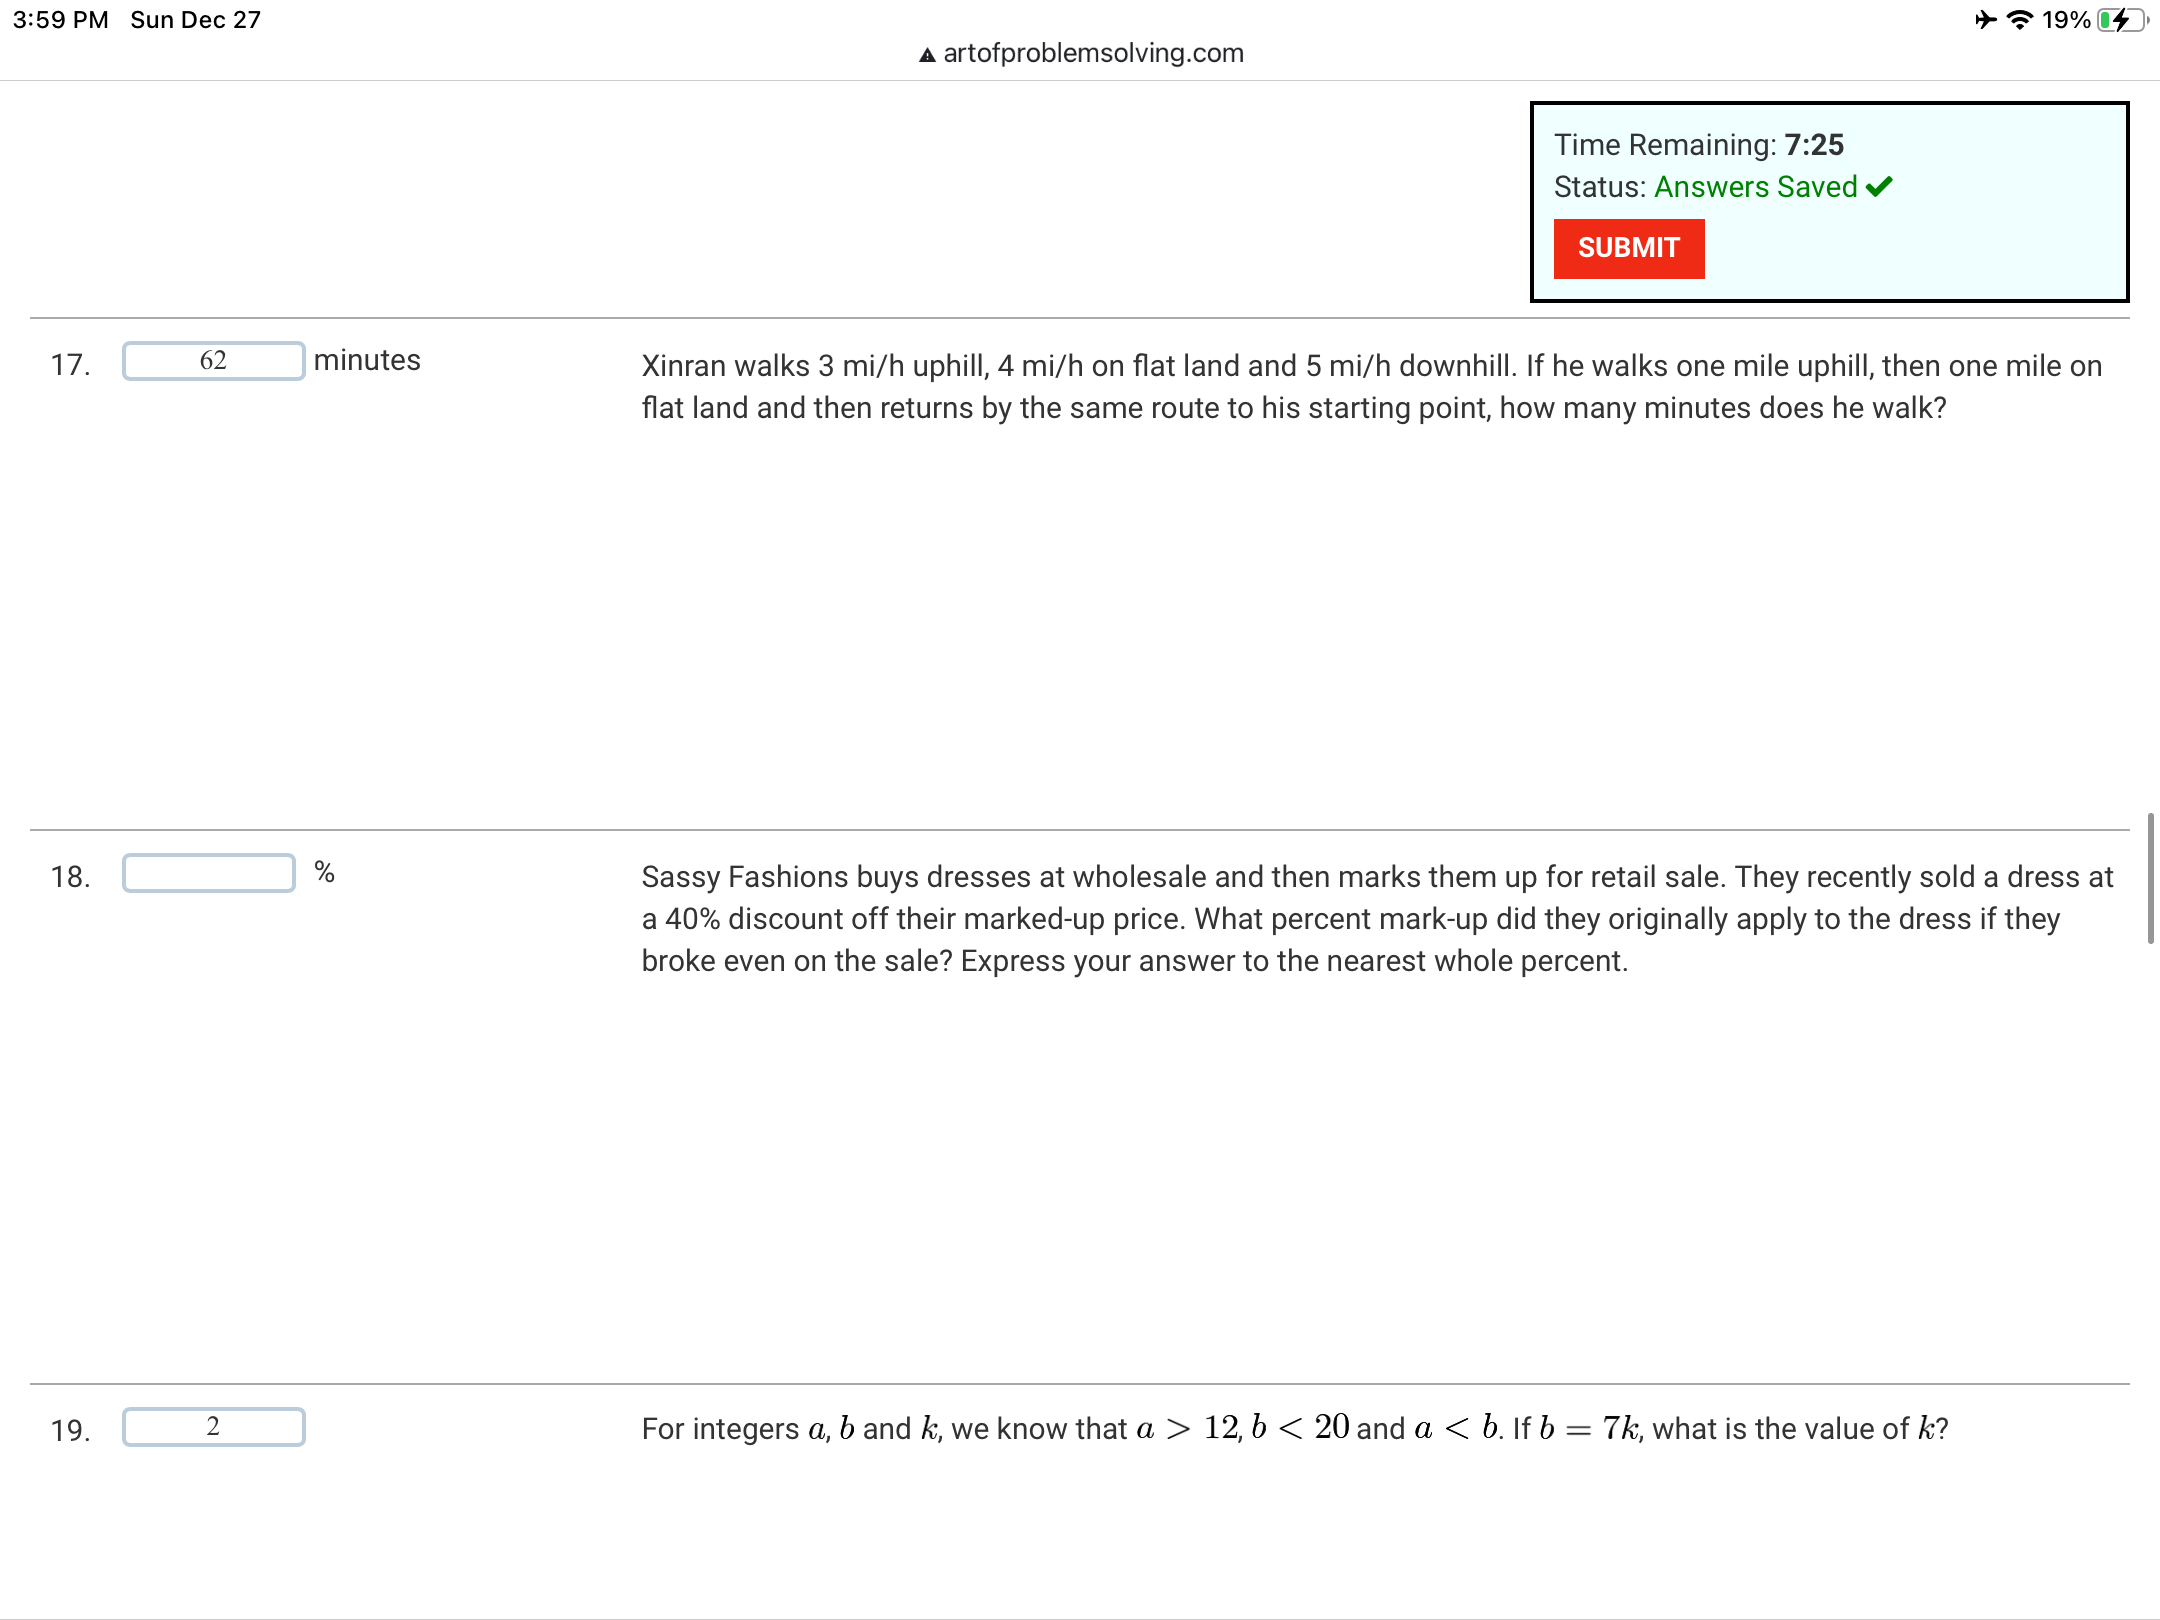 3:59 PM Sun Dec 27
19%
artofproblemsolving.com
Time Remaining: 7:25
Status: Answers Saved
SUBMIT
17. 62 minutes
Xinran walks 3 mi/h uphill, 4 mi/h on flat land and 5 mi/h downhill. If he walks one mile uphill, then one mile on
flat land and then returns by the same route to his starting point, how many minutes does he walk?
18. %
Sassy Fashions buys dresses at wholesale and then marks them up for retail sale. They recently sold a dress at
a 40% discount off their marked-up price. What percent mark-up did they originally apply to the dress if they
broke even on the sale? Express your answer to the nearest whole percent.
19. 2
For integers a, b and k, we know that a > 12, b < 20 and a < b. If b = 7k, what is the value of k?